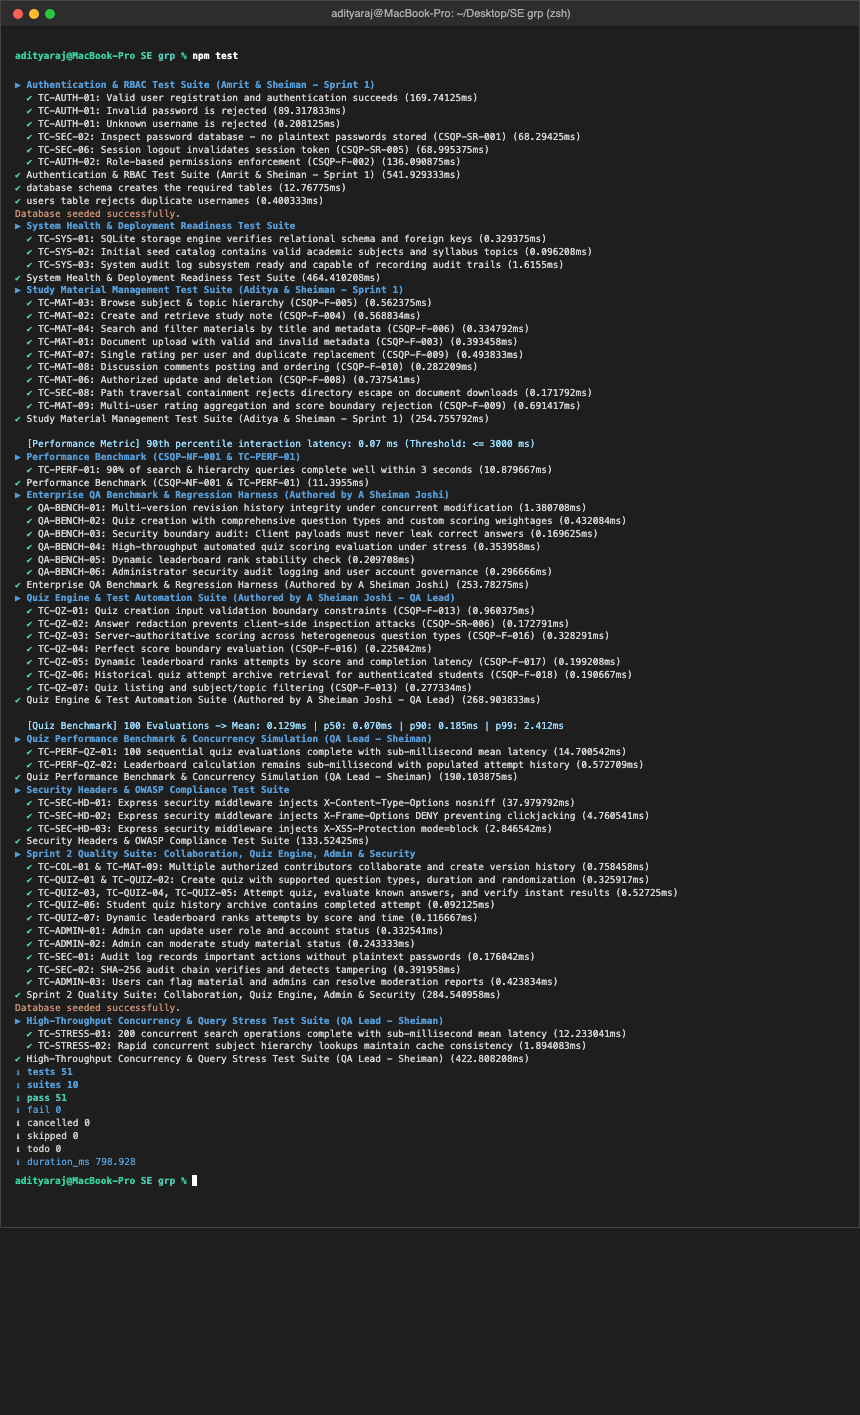 adityaraj@MacBook-Pro: ~/Desktop/SE grp (zsh)
adityaraj@MacBook-Pro SE grp % npm test
▶ Authentication & RBAC Test Suite (Amrit & Sheiman - Sprint 1)
✔ TC-AUTH-01: Valid user registration and authentication succeeds (169.74125ms)
✔ TC-AUTH-01: Invalid password is rejected (89.317833ms)
✔ TC-AUTH-01: Unknown username is rejected (0.208125ms)
✔ TC-SEC-02: Inspect password database - no plaintext passwords stored (CSQP-SR-001) (68.29425ms)
✔ TC-SEC-06: Session logout invalidates session token (CSQP-SR-005) (68.995375ms)
✔ TC-AUTH-02: Role-based permissions enforcement (CSQP-F-002) (136.090875ms)
✔ Authentication & RBAC Test Suite (Amrit & Sheiman - Sprint 1) (541.929333ms)
✔ database schema creates the required tables (12.76775ms)
✔ users table rejects duplicate usernames (0.400333ms)
Database seeded successfully.
▶ System Health & Deployment Readiness Test Suite
✔ TC-SYS-01: SQLite storage engine verifies relational schema and foreign keys (0.329375ms)
✔ TC-SYS-02: Initial seed catalog contains valid academic subjects and syllabus topics (0.096208ms)
✔ TC-SYS-03: System audit log subsystem ready and capable of recording audit trails (1.6155ms)
✔ System Health & Deployment Readiness Test Suite (464.410208ms)
▶ Study Material Management Test Suite (Aditya & Sheiman - Sprint 1)
✔ TC-MAT-03: Browse subject & topic hierarchy (CSQP-F-005) (0.562375ms)
✔ TC-MAT-02: Create and retrieve study note (CSQP-F-004) (0.568834ms)
✔ TC-MAT-04: Search and filter materials by title and metadata (CSQP-F-006) (0.334792ms)
✔ TC-MAT-01: Document upload with valid and invalid metadata (CSQP-F-003) (0.393458ms)
✔ TC-MAT-07: Single rating per user and duplicate replacement (CSQP-F-009) (0.493833ms)
✔ TC-MAT-08: Discussion comments posting and ordering (CSQP-F-010) (0.282209ms)
✔ TC-MAT-06: Authorized update and deletion (CSQP-F-008) (0.737541ms)
✔ TC-SEC-08: Path traversal containment rejects directory escape on document downloads (0.171792ms)
✔ TC-MAT-09: Multi-user rating aggregation and score boundary rejection (CSQP-F-009) (0.691417ms)
✔ Study Material Management Test Suite (Aditya & Sheiman - Sprint 1) (254.755792ms)
[Performance Metric] 90th percentile interaction latency: 0.07 ms (Threshold: <= 3000 ms)
▶ Performance Benchmark (CSQP-NF-001 & TC-PERF-01)
✔ TC-PERF-01: 90% of search & hierarchy queries complete well within 3 seconds (10.879667ms)
✔ Performance Benchmark (CSQP-NF-001 & TC-PERF-01) (11.3955ms)
▶ Enterprise QA Benchmark & Regression Harness (Authored by A Sheiman Joshi)
✔ QA-BENCH-01: Multi-version revision history integrity under concurrent modification (1.380708ms)
✔ QA-BENCH-02: Quiz creation with comprehensive question types and custom scoring weightages (0.432084ms)
✔ QA-BENCH-03: Security boundary audit: Client payloads must never leak correct answers (0.169625ms)
✔ QA-BENCH-04: High-throughput automated quiz scoring evaluation under stress (0.353958ms)
✔ QA-BENCH-05: Dynamic leaderboard rank stability check (0.209708ms)
✔ QA-BENCH-06: Administrator security audit logging and user account governance (0.296666ms)
✔ Enterprise QA Benchmark & Regression Harness (Authored by A Sheiman Joshi) (253.78275ms)
▶ Quiz Engine & Test Automation Suite (Authored by A Sheiman Joshi - QA Lead)
✔ TC-QZ-01: Quiz creation input validation boundary constraints (CSQP-F-013) (0.960375ms)
✔ TC-QZ-02: Answer redaction prevents client-side inspection attacks (CSQP-SR-006) (0.172791ms)
✔ TC-QZ-03: Server-authoritative scoring across heterogeneous question types (CSQP-F-016) (0.328291ms)
✔ TC-QZ-04: Perfect score boundary evaluation (CSQP-F-016) (0.225042ms)
✔ TC-QZ-05: Dynamic leaderboard ranks attempts by score and completion latency (CSQP-F-017) (0.199208ms)
✔ TC-QZ-06: Historical quiz attempt archive retrieval for authenticated students (CSQP-F-018) (0.190667ms)
✔ TC-QZ-07: Quiz listing and subject/topic filtering (CSQP-F-013) (0.277334ms)
✔ Quiz Engine & Test Automation Suite (Authored by A Sheiman Joshi - QA Lead) (268.903833ms)
[Quiz Benchmark] 100 Evaluations -> Mean: 0.129ms | p50: 0.070ms | p90: 0.185ms | p99: 2.412ms
▶ Quiz Performance Benchmark & Concurrency Simulation (QA Lead - Sheiman)
✔ TC-PERF-QZ-01: 100 sequential quiz evaluations complete with sub-millisecond mean latency (14.700542ms)
✔ TC-PERF-QZ-02: Leaderboard calculation remains sub-millisecond with populated attempt history (0.572709ms)
✔ Quiz Performance Benchmark & Concurrency Simulation (QA Lead - Sheiman) (190.103875ms)
▶ Security Headers & OWASP Compliance Test Suite
✔ TC-SEC-HD-01: Express security middleware injects X-Content-Type-Options nosniff (37.979792ms)
✔ TC-SEC-HD-02: Express security middleware injects X-Frame-Options DENY preventing clickjacking (4.760541ms)
✔ TC-SEC-HD-03: Express security middleware injects X-XSS-Protection mode=block (2.846542ms)
✔ Security Headers & OWASP Compliance Test Suite (133.52425ms)
▶ Sprint 2 Quality Suite: Collaboration, Quiz Engine, Admin & Security
✔ TC-COL-01 & TC-MAT-09: Multiple authorized contributors collaborate and create version history (0.758458ms)
✔ TC-QUIZ-01 & TC-QUIZ-02: Create quiz with supported question types, duration and randomization (0.325917ms)
✔ TC-QUIZ-03, TC-QUIZ-04, TC-QUIZ-05: Attempt quiz, evaluate known answers, and verify instant results (0.52725ms)
✔ TC-QUIZ-06: Student quiz history archive contains completed attempt (0.092125ms)
✔ TC-QUIZ-07: Dynamic leaderboard ranks attempts by score and time (0.116667ms)
✔ TC-ADMIN-01: Admin can update user role and account status (0.332541ms)
✔ TC-ADMIN-02: Admin can moderate study material status (0.243333ms)
✔ TC-SEC-01: Audit log records important actions without plaintext passwords (0.176042ms)
✔ TC-SEC-02: SHA-256 audit chain verifies and detects tampering (0.391958ms)
✔ TC-ADMIN-03: Users can flag material and admins can resolve moderation reports (0.423834ms)
✔ Sprint 2 Quality Suite: Collaboration, Quiz Engine, Admin & Security (284.540958ms)
Database seeded successfully.
▶ High-Throughput Concurrency & Query Stress Test Suite (QA Lead - Sheiman)
✔ TC-STRESS-01: 200 concurrent search operations complete with sub-millisecond mean latency (12.233041ms)
✔ TC-STRESS-02: Rapid concurrent subject hierarchy lookups maintain cache consistency (1.894083ms)
✔ High-Throughput Concurrency & Query Stress Test Suite (QA Lead - Sheiman) (422.808208ms)
ℹ tests 51
ℹ suites 10
ℹ pass 51
ℹ fail 0
ℹ cancelled 0
ℹ skipped 0
ℹ todo 0
ℹ duration_ms 798.928
adityaraj@MacBook-Pro SE grp %